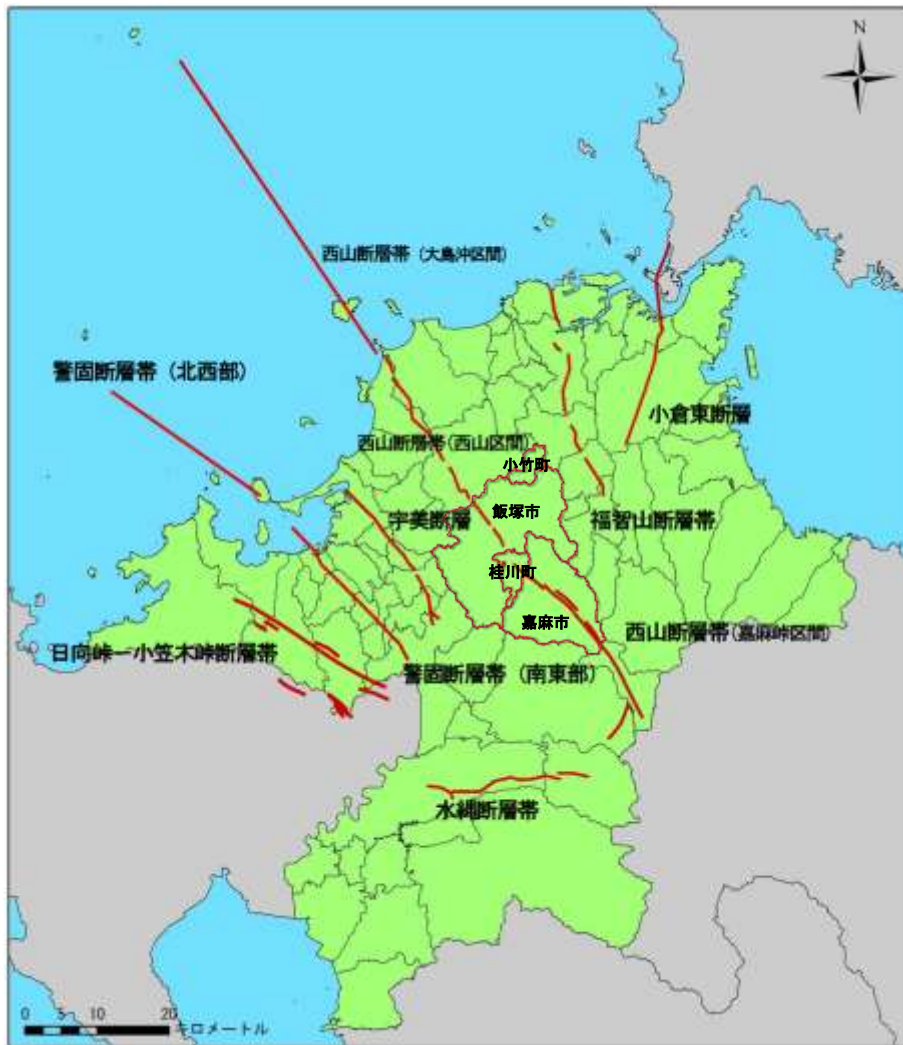 N
西山断層帯（大島沖区間）
警固断層帯（北西部）
小倉東断層
西山断層帯（西山区間）
小竹町
飯塚市
宇美断層
福智山断層帯
桂川町
嘉麻市
西山断層帯（嘉麻峠区間）
日向峠－小笠木峠断層帯
警固断層帯（南東部）
水縄断層帯
0 5 10 20
キロメートル